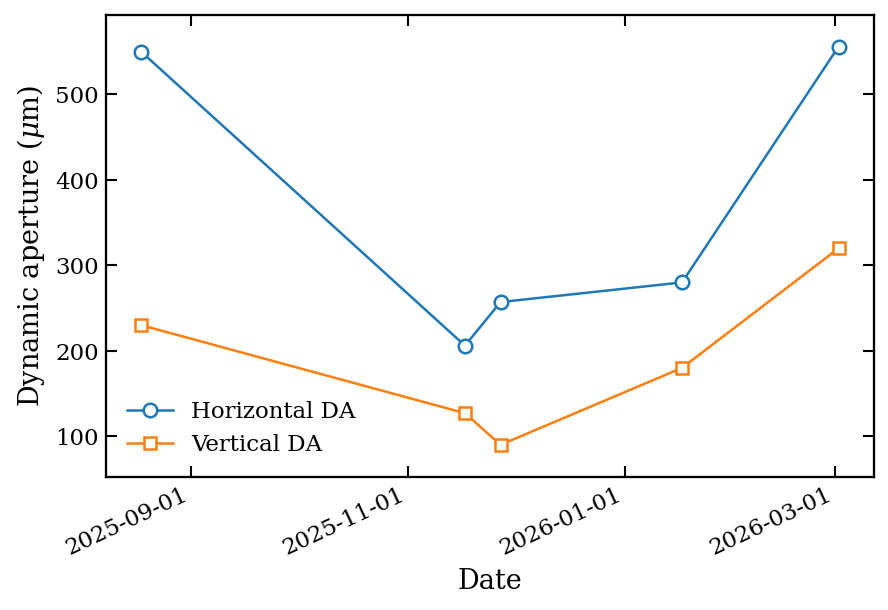 Dynamic aperture (μm)
500
400
300
200
100
Horizontal DA
Vertical DA
2025-09-01
2025-11-01
2026-01-01
2026-03-01
Date